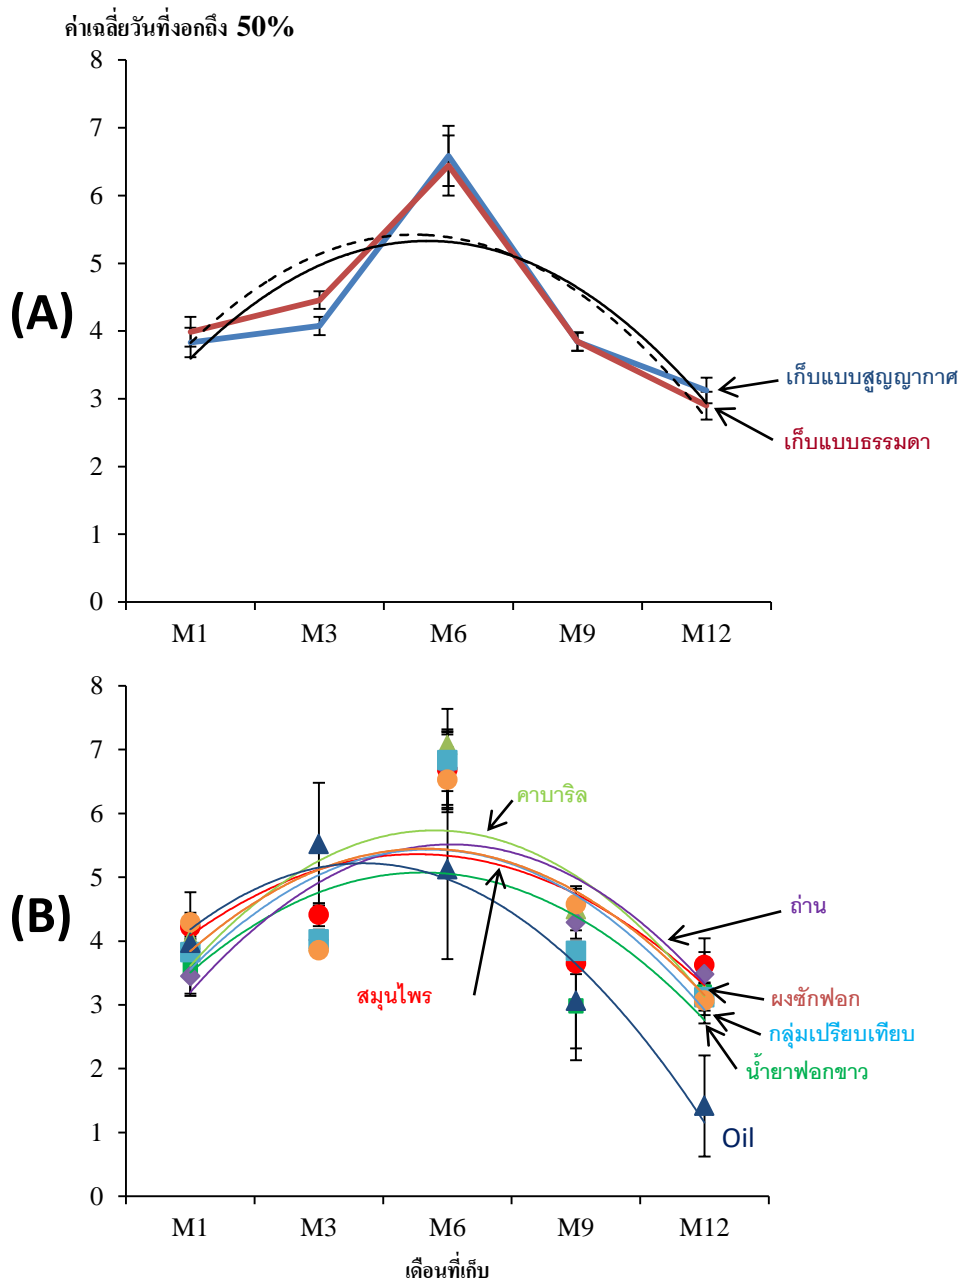 ค่าเฉลี่ยวันที่งอกถึง 50%
8
7
6
5
4
3
2
1
0
(A)
เก็บแบบสูญญากาศ
เก็บแบบธรรมดา
M1 M3 M6 M9 M12
8
7
6
5
4
3
2
1
0
(B)
คาบาริล
ถ่าน
สมุนไพร
ผงซักฟอก
กลุ่มเปรียบเทียบ
น้ำยาฟอกขาว
Oil
M1 M3 M6 M9 M12
เดือนที่เก็บ